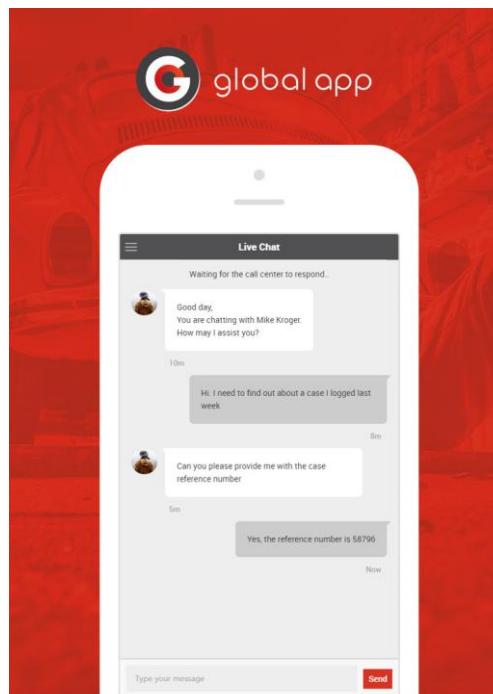 global app
Live Chat
Waiting for the call center to respond..
Good day,
You are chatting with Mike Kroger.
How may I assist you?
10m
Hi. I need to find out about a case I logged last
week
8m
Can you please provide me with the case
reference number
5m
Yes, the reference number is 58796
Now
Type your message
Send